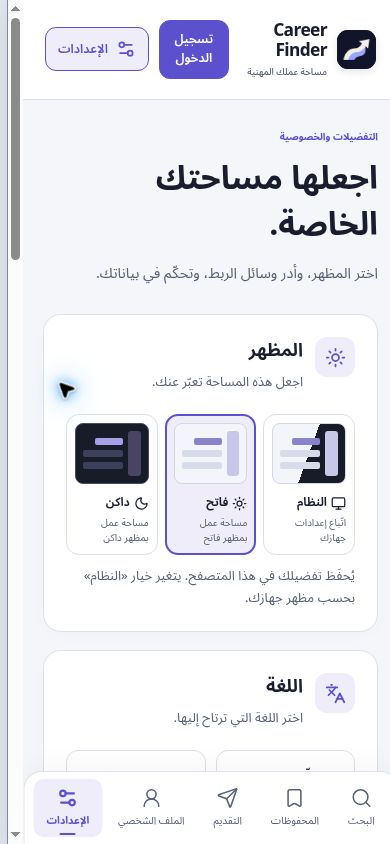 Career
Finder
مساحة عملك المهنية
تسجيل
الدخول
الإعدادات
التفضيلات والخصوصية
اجعلها مساحتك
الخاصة.
اختر المظهر، وأدر وسائل الربط، وتحكّم في بياناتك.
المظهر
اجعل هذه المساحة تعبّر عنك.
النظام
اتّباع إعدادات
جهازك
فاتح
مساحة عمل
بمظهر فاتح
داكن
مساحة عمل
بمظهر داكن
يُحفَظ تفضيلك في هذا المتصفح. يتغير خيار «النظام»
بحسب مظهر جهازك.
اللغة
اختر اللغة التي ترتاح إليها.
البحث
المحفوظات
التقديم
الملف الشخصي
الإعدادات